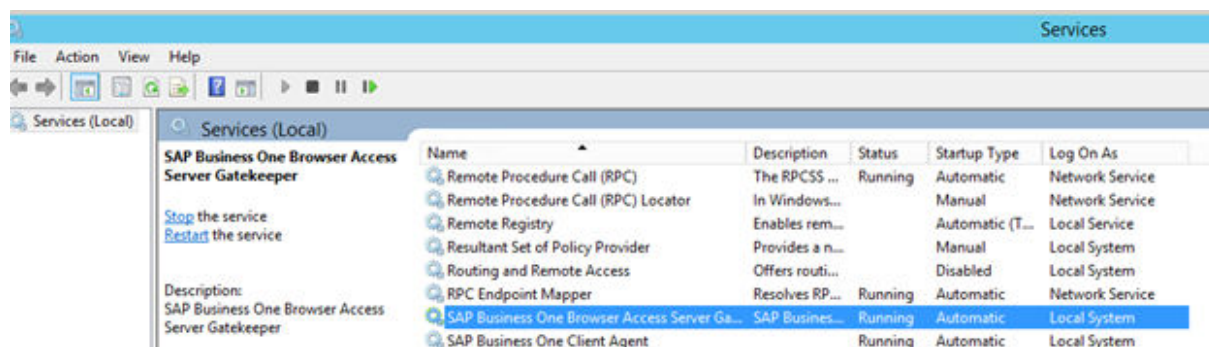 Services
File Action View Help
Services (Local)
Services (Local)
SAP Business One Browser Access
Server Gatekeeper
Stop the service
Restart the service
Description:
SAP Business One Browser Access
Server Gatekeeper
Name Description Status Startup Type Log On As
Remote Procedure Call (RPC) The RPCSS ... Running Automatic Network Service
Remote Procedure Call (RPC) Locator In Windows... Manual Network Service
Remote Registry Enables rem... Automatic (T... Local Service
Resultant Set of Policy Provider Provides a n... Manual Local System
Routing and Remote Access Offers routi... Disabled Local System
RPC Endpoint Mapper Resolves RP... Running Automatic Network Service
SAP Business One Browser Access Server Ga... SAP Busines... Running Automatic Local System
SAP Business One Client Agent Running Automatic Local System